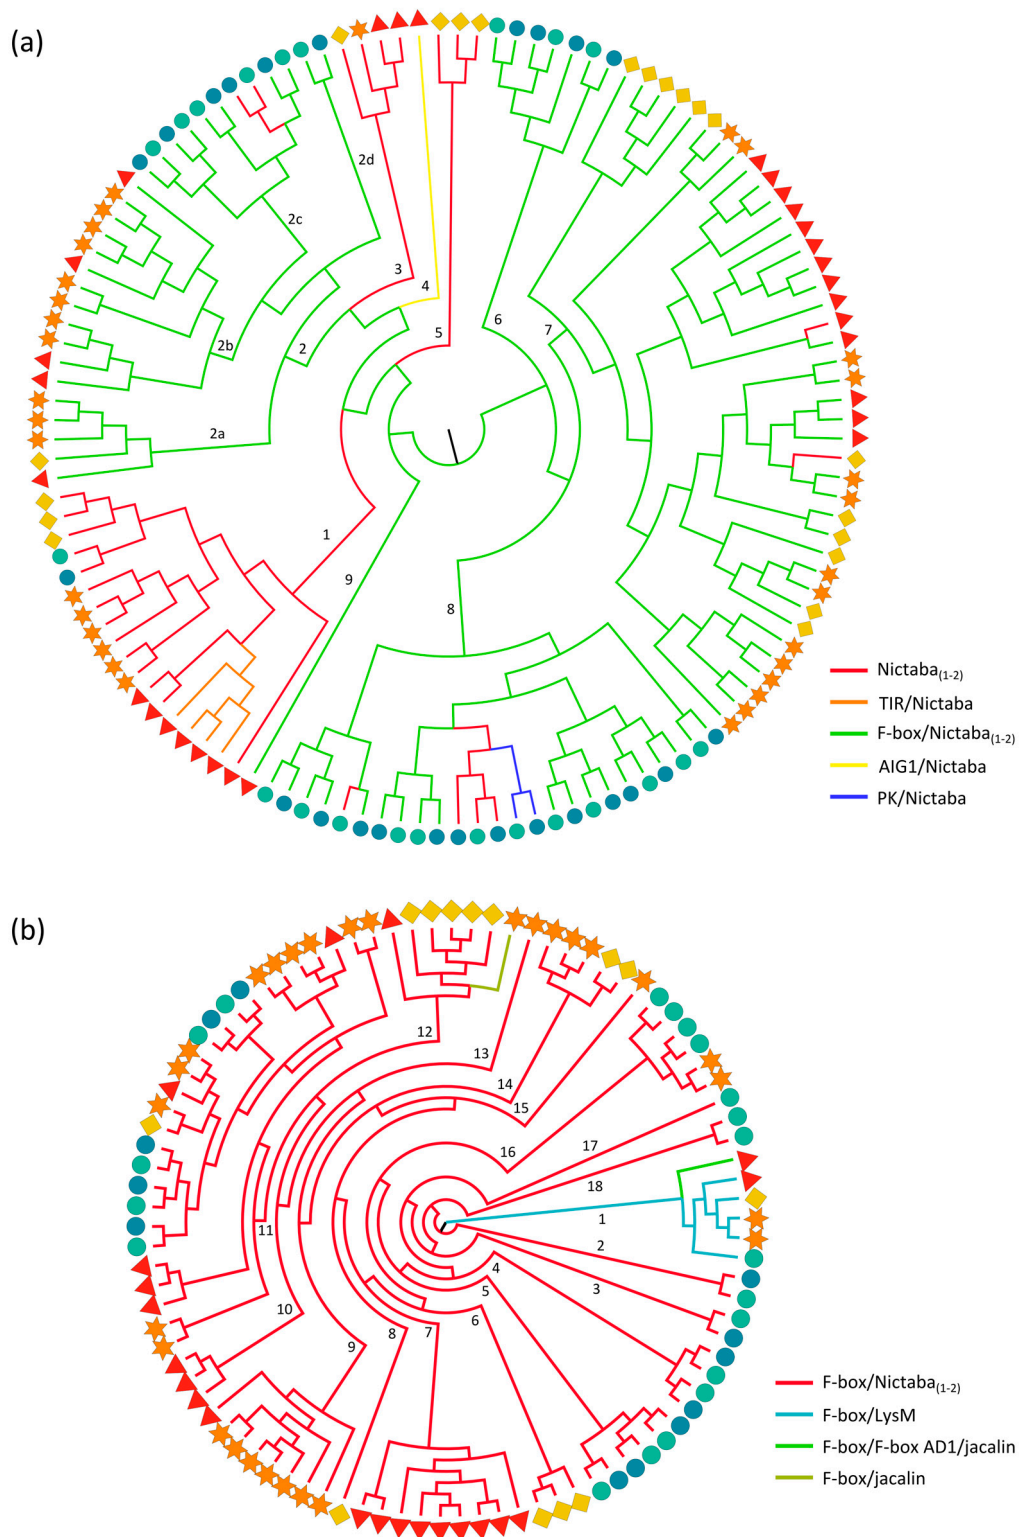 (a)
2d
2c
3
4
5
6
7
2
2b
2a
1
9
8
Nictaba(1-2)
TIR/Nictaba
F-box/Nictaba(1-2)
AIG1/Nictaba
PK/Nictaba
(b)
12
13
14
15
16
17
18
1
11
2
4
3
5
10
6
7
8
9
F-box/Nictaba(1-2)
F-box/LysM
F-box/F-box AD1/jacalin
F-box/jacalin